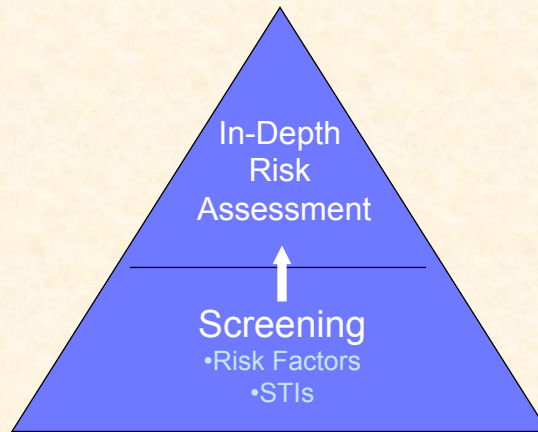 In-Depth
Risk
Assessment
Screening
•Risk Factors
•STIs